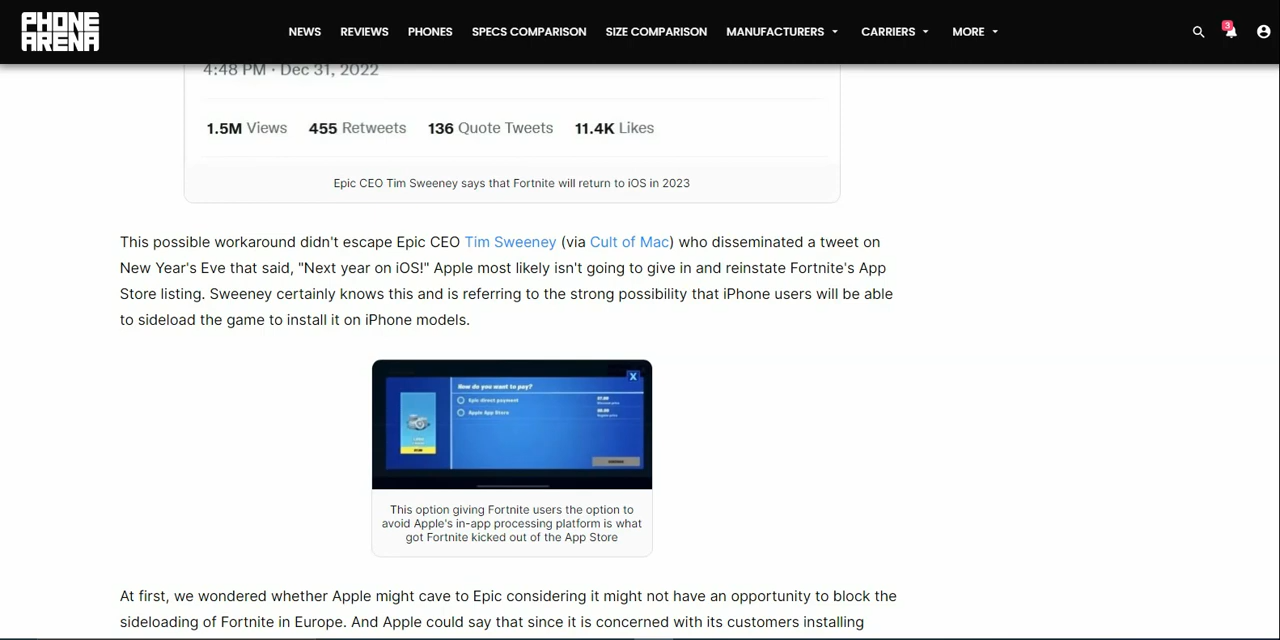 PHONE
ARENA
NEWS REVIEWS PHONES SPECS COMPARISON SIZE COMPARISON MANUFACTURERS CARRIERS MORE
3
4:48 PM · Dec 31, 2022
1.5M Views 455 Retweets 136 Quote Tweets 11.4K Likes
Epic CEO Tim Sweeney says that Fortnite will return to iOS in 2023
This possible workaround didn't escape Epic CEO Tim Sweeney (via Cult of Mac) who disseminated a tweet on
New Year's Eve that said, "Next year on iOS!" Apple most likely isn't going to give in and reinstate Fortnite's App
Store listing. Sweeney certainly knows this and is referring to the strong possibility that iPhone users will be able
to sideload the game to install it on iPhone models.
X
How do you want to pay?
Epic direct payment
Apple App Store
This option giving Fortnite users the option to
avoid Apple's in-app processing platform is what
got Fortnite kicked out of the App Store
At first, we wondered whether Apple might cave to Epic considering it might not have an opportunity to block the
sideloading of Fortnite in Europe. And Apple could say that since it is concerned with its customers installing